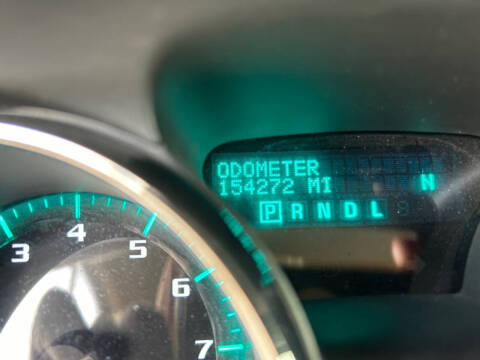 ODOMETER
154272 MI N
P R N D L
3 4 5 6 7